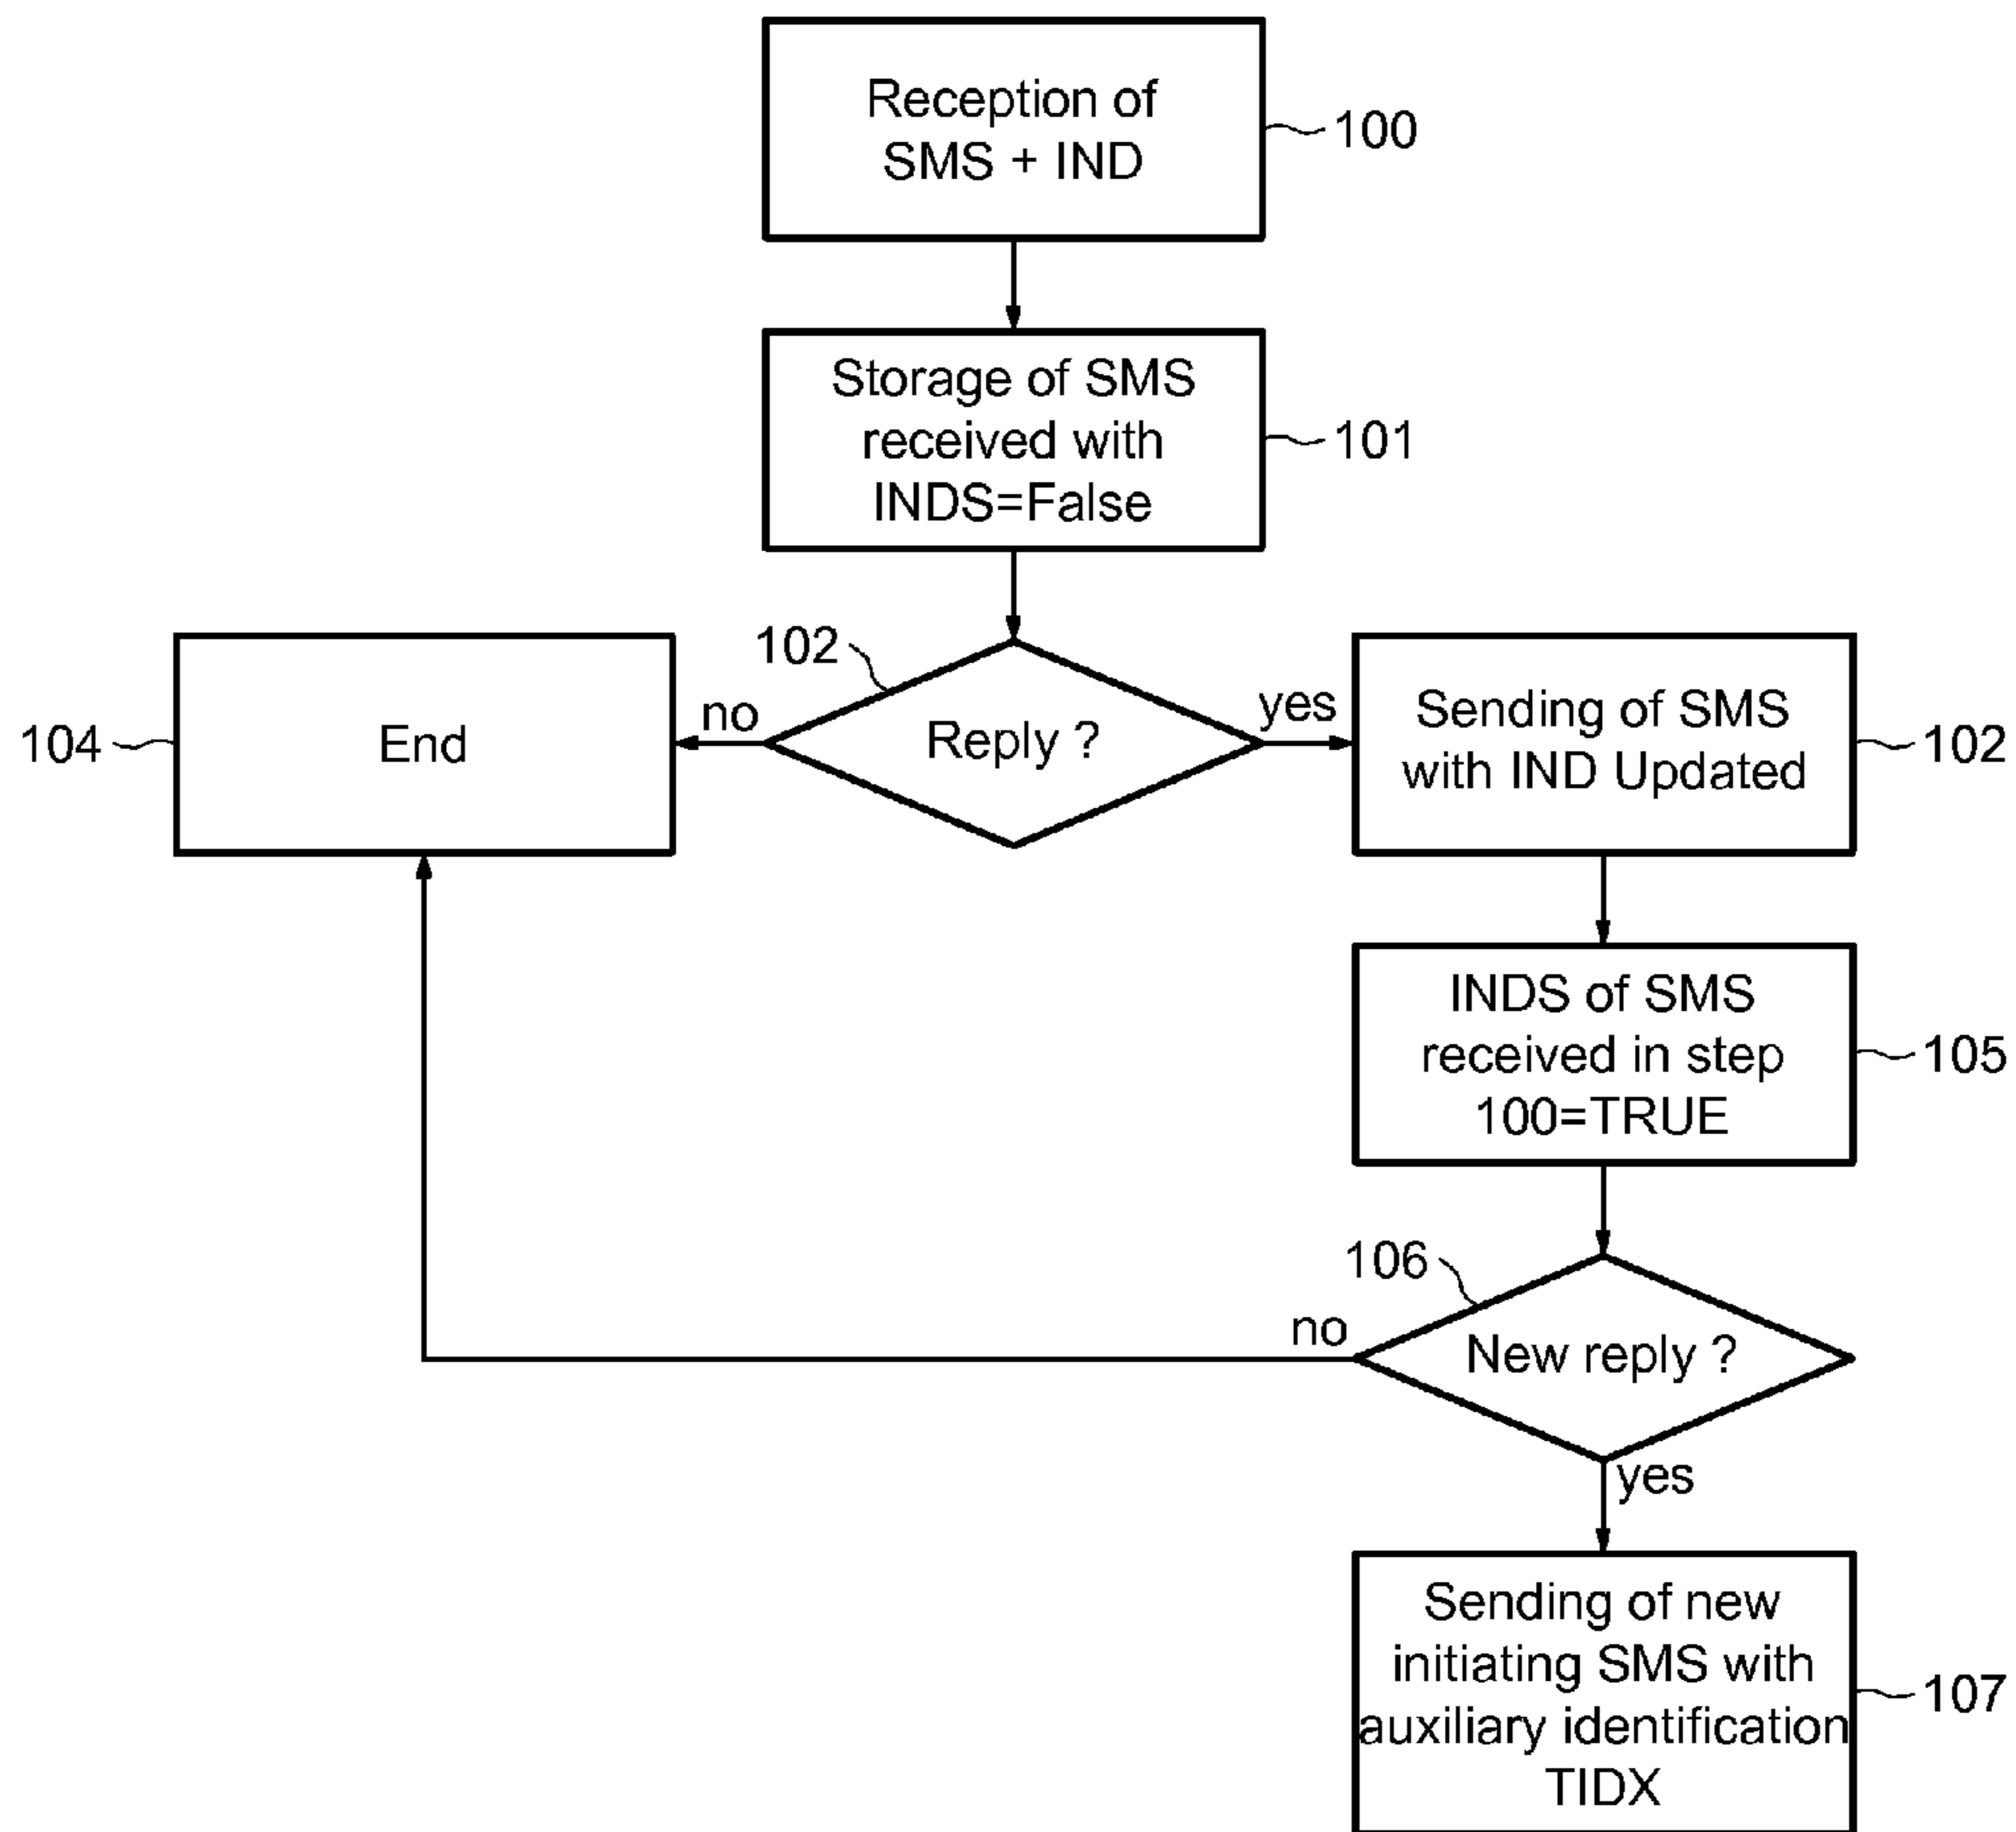 Reception of
SMS + IND
100
Storage of SMS
received with
INDS=False
101
102
no
Reply ?
yes
104
End
Sending of SMS
with IND Updated
102
INDS of SMS
received in step
100=TRUE
105
106
no
New reply ?
yes
Sending of new
initiating SMS with
auxiliary identification
TIDX
107